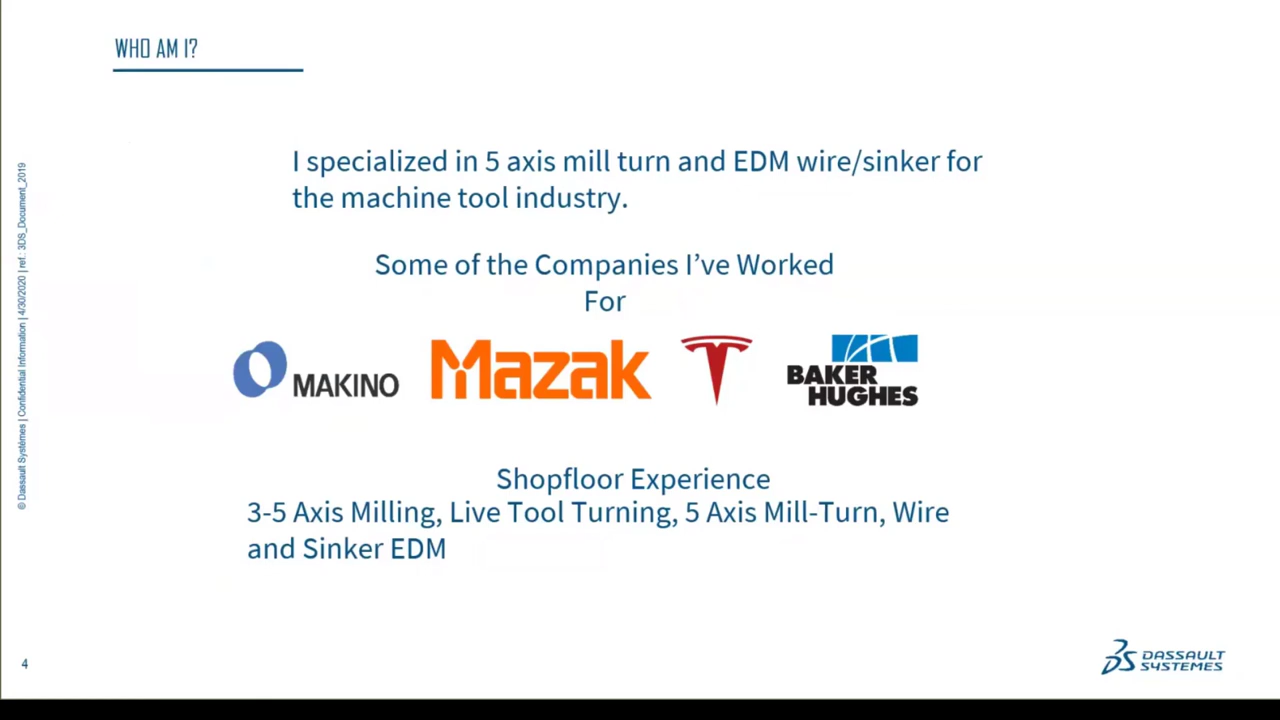 WHO AM I?
I specialized in 5 axis mill turn and EDM wire/sinker for
the machine tool industry.
Some of the Companies I’ve Worked
For
MAKINO
Mazak
BAKER
HUGHES
Shopfloor Experience
3-5 Axis Milling, Live Tool Turning, 5 Axis Mill-Turn, Wire
and Sinker EDM
© Dassault Systèmes | Confidential Information | 4/30/2020 | ref.: 3DS_Document_2019
4
3DS DASSAULT
SYSTEMES